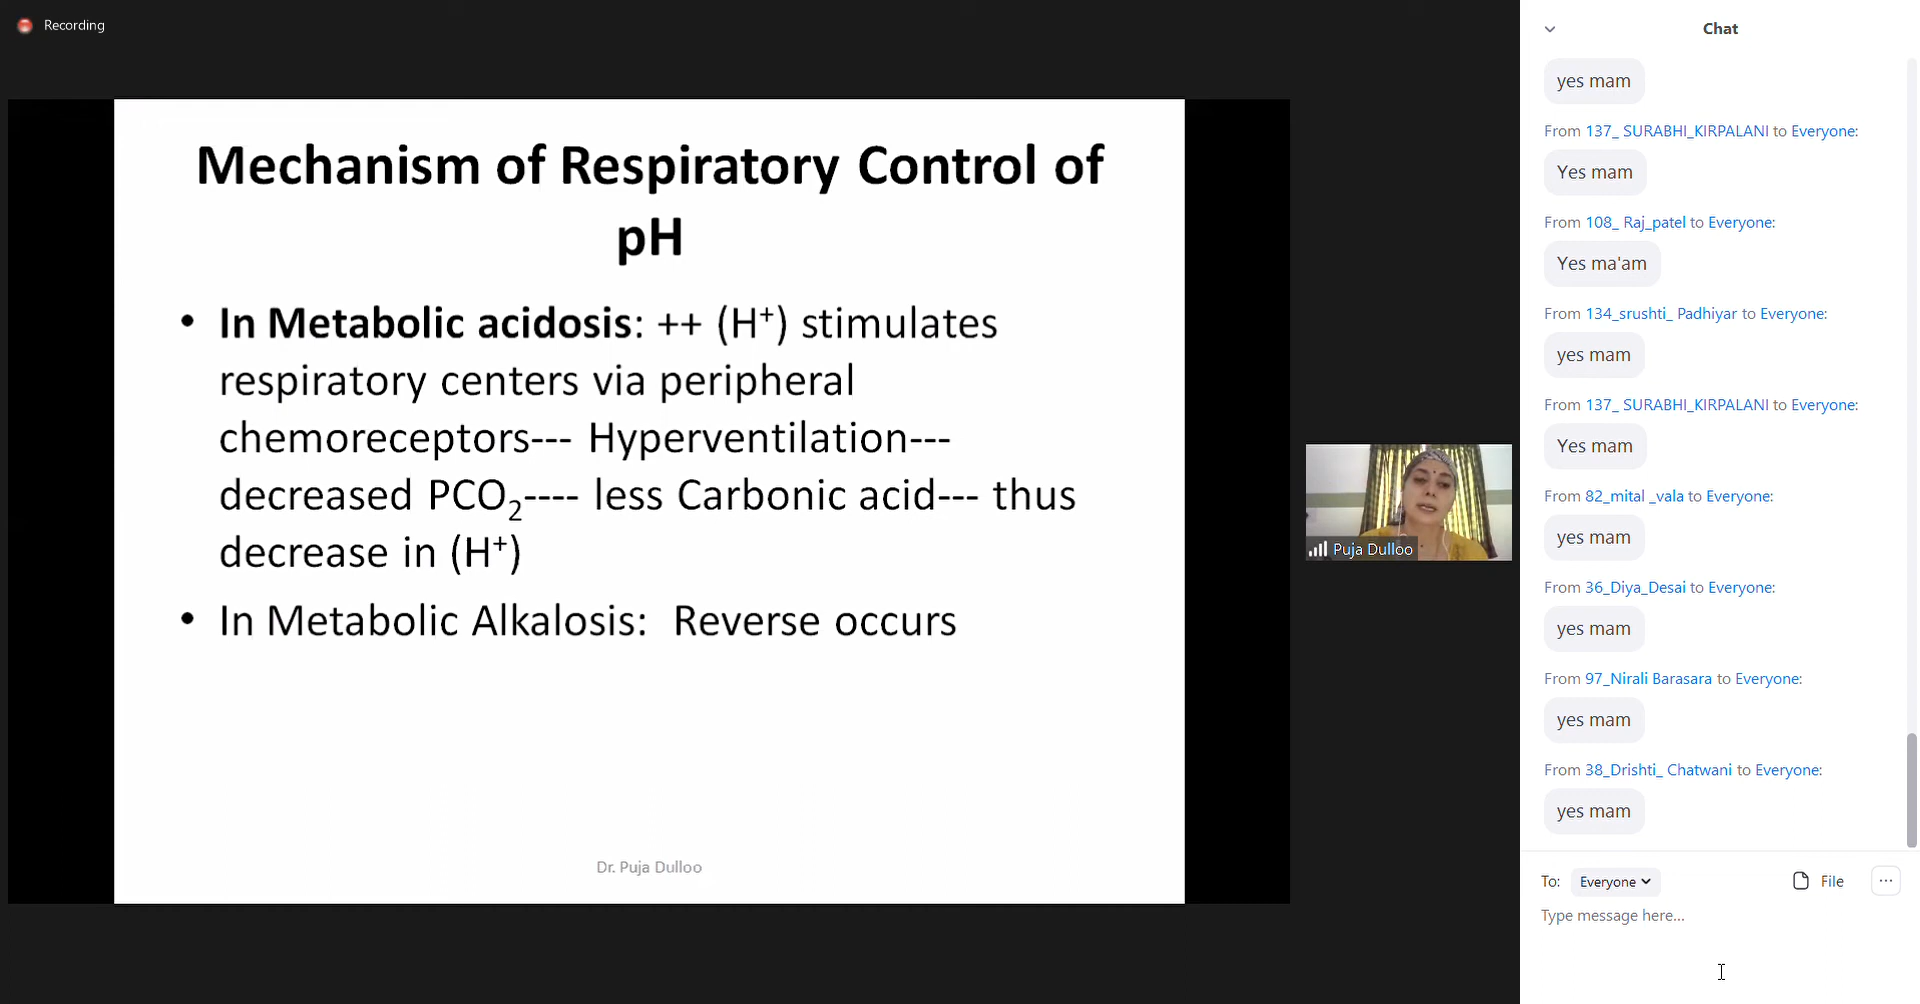 Recording
Mechanism of Respiratory Control of
pH
• In Metabolic acidosis: ++ (H⁺) stimulates
respiratory centers via peripheral
chemoreceptors--- Hyperventilation---
decreased PCO₂---- less Carbonic acid--- thus
decrease in (H⁺)
• In Metabolic Alkalosis: Reverse occurs
Dr. Puja Dulloo
Puja Dulloo
Chat
yes mam
From 137_ SURABHI_KIRPALANI to Everyone:
Yes mam
From 108_ Raj_patel to Everyone:
Yes ma'am
From 134_srushti_ Padhiyar to Everyone:
yes mam
From 137_ SURABHI_KIRPALANI to Everyone:
Yes mam
From 82_mital _vala to Everyone:
yes mam
From 36_Diya_Desai to Everyone:
yes mam
From 97_Nirali Barasara to Everyone:
yes mam
From 38_Drishti_ Chatwani to Everyone:
yes mam
To: Everyone File ...
Type message here...